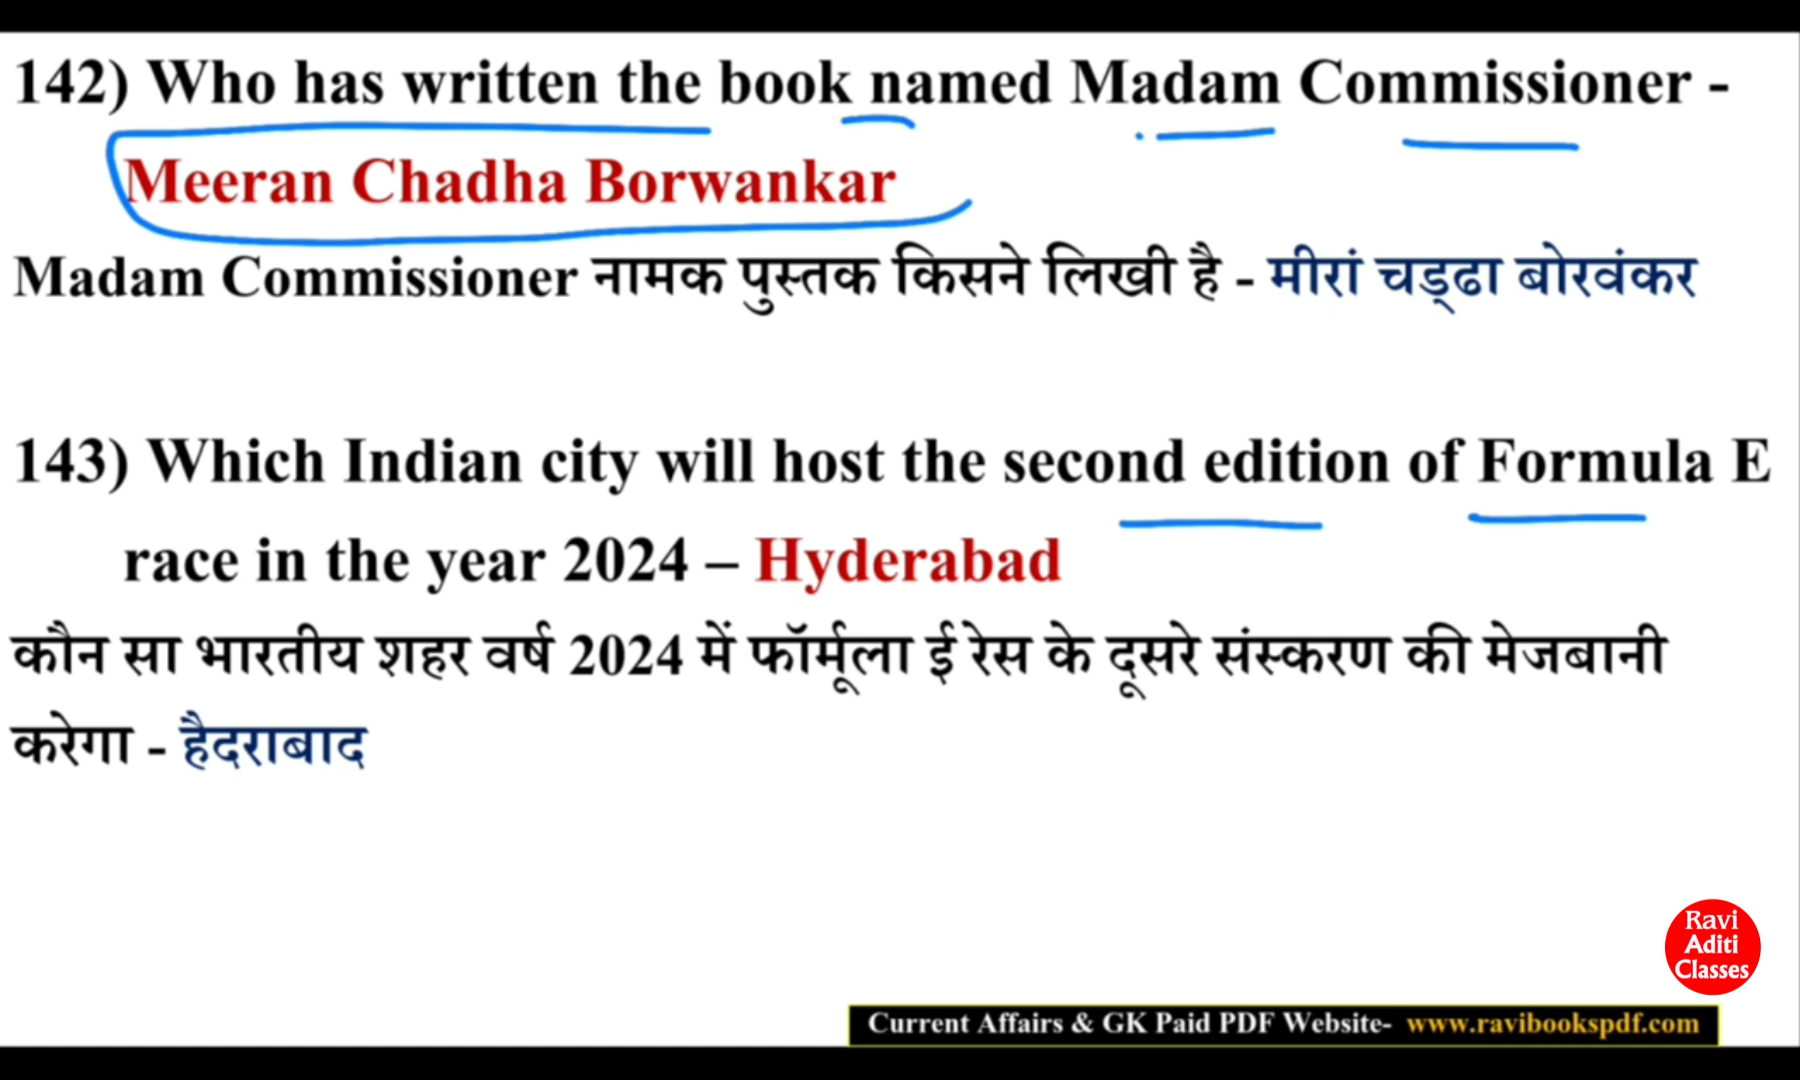 142) Who has written the book named Madam Commissioner -
Meeran Chadha Borwankar
Madam Commissioner नामक पुस्तक किसने लिखी है - मीरां चड्ढा बोरवंकर
143) Which Indian city will host the second edition of Formula E
race in the year 2024 – Hyderabad
कौन सा भारतीय शहर वर्ष 2024 में फॉर्मूला ई रेस के दूसरे संस्करण की मेजबानी
करेगा - हैदराबाद
Ravi
Aditi
Classes
Current Affairs & GK Paid PDF Website- www.ravibookspdf.com